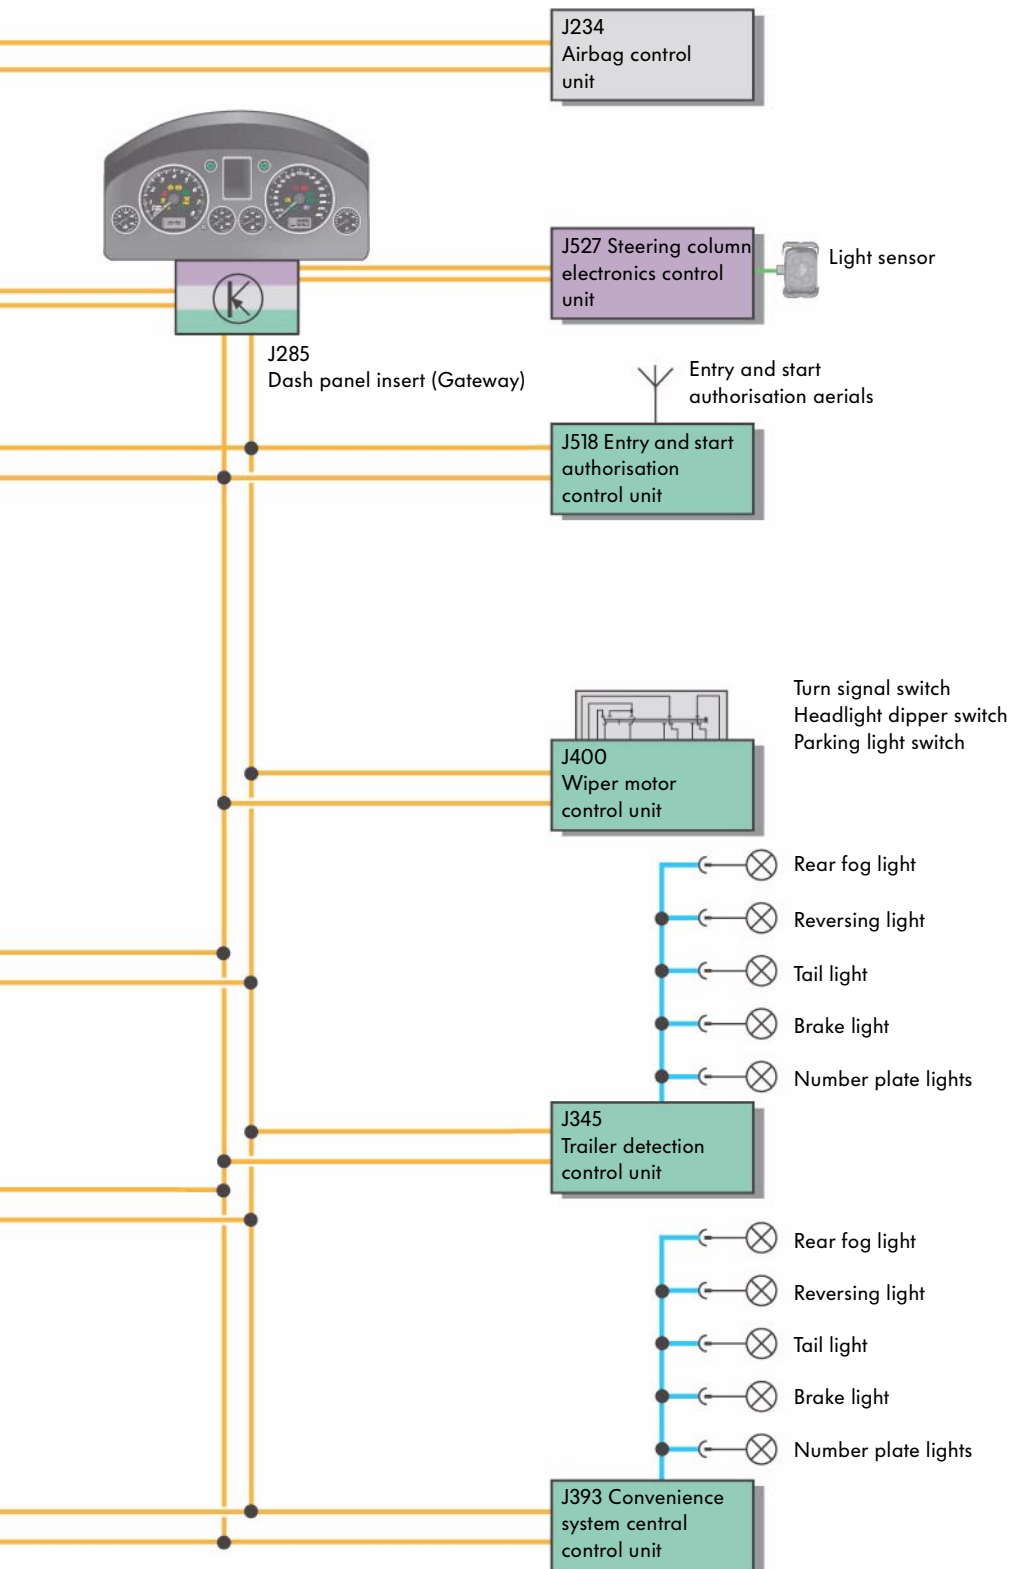 J234
Airbag control
unit
J527 Steering column
electronics control
unit
Light sensor
J285
Dash panel insert (Gateway)
Entry and start
authorisation aerials
J518 Entry and start
authorisation
control unit
Turn signal switch
Headlight dipper switch
Parking light switch
J400
Wiper motor
control unit
Rear fog light
Reversing light
Tail light
Brake light
Number plate lights
J345
Trailer detection
control unit
Rear fog light
Reversing light
Tail light
Brake light
Number plate lights
J393 Convenience
system central
control unit